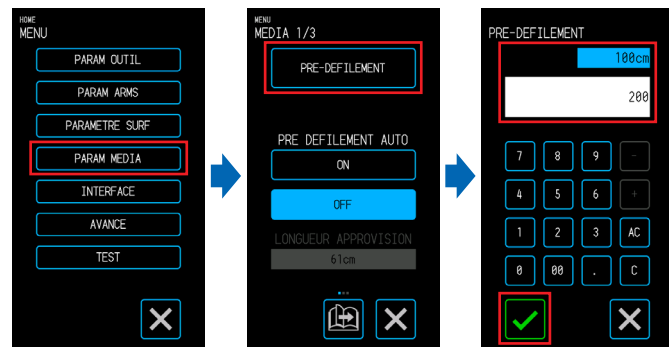 HOME
MENU
PARAM OUTIL
PARAM ARMS
PARAMETRE SURF
PARAM MEDIA
INTERFACE
AVANCE
TEST
MENU
MEDIA 1/3
PRE-DEFILEMENT
PRE DEFILEMENT AUTO
ON
OFF
LONGUEUR APPROVISION
61cm
PRE-DEFILEMENT
100cm
200
7 8 9 -
4 5 6 +
1 2 3 AC
0 00 . C